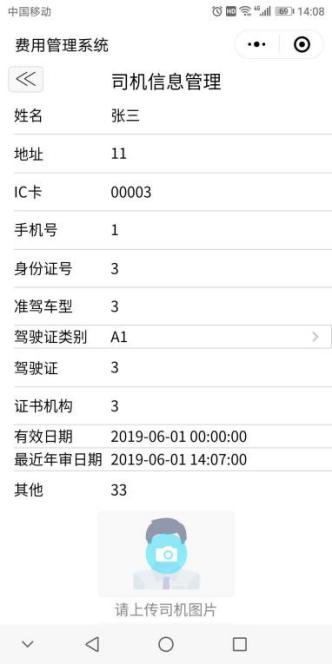 中国移动 HD 46 69 14:08
费用管理系统
司机信息管理
姓名 张三
地址 11
IC卡 00003
手机号 1
身份证号 3
准驾车型 3
驾驶证类别 A1
驾驶证 3
证书机构 3
有效日期 2019-06-01 00:00:00
最近年审日期 2019-06-01 14:07:00
其他 33
请上传司机图片